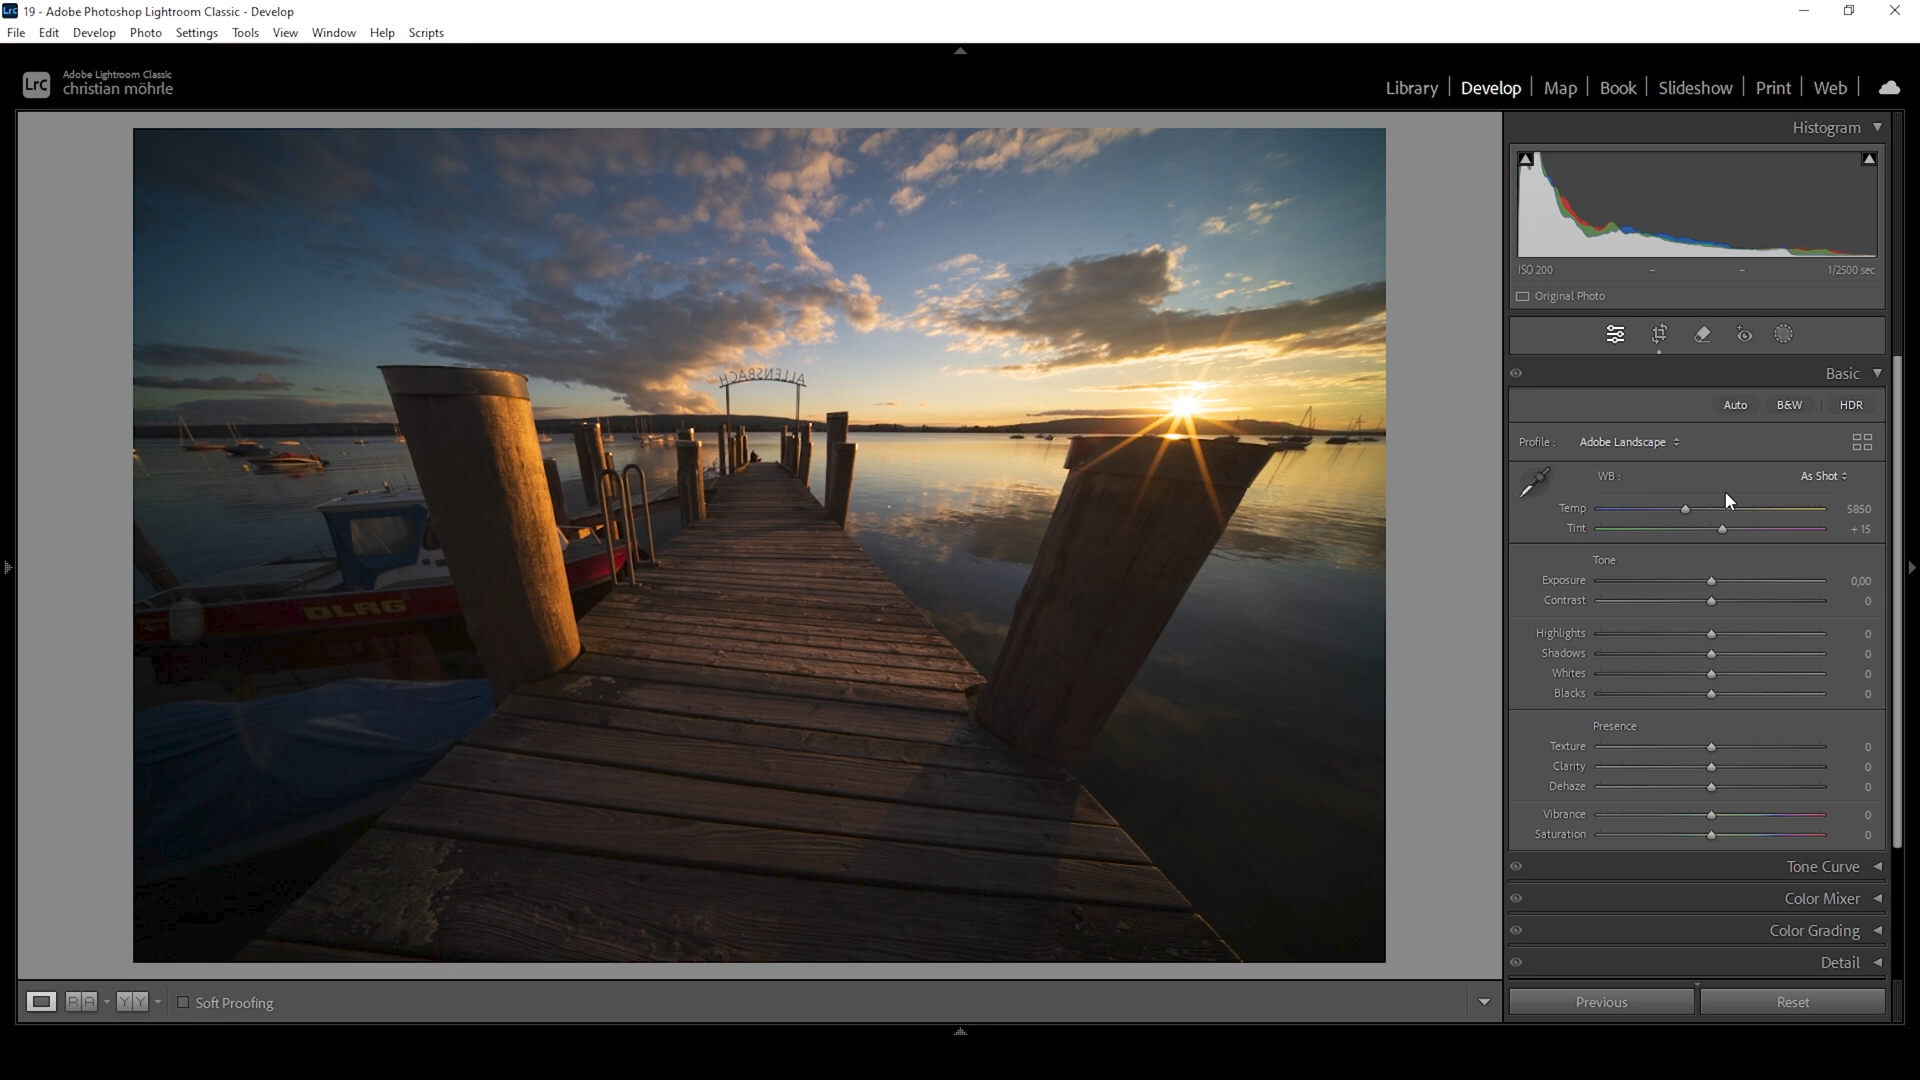 Lrc 19 - Adobe Photoshop Lightroom Classic - Develop
File Edit Develop Photo Settings Tools View Window Help Scripts
LrC Adobe Lightroom Classic
christian möhrle
Library Develop Map Book Slideshow Print Web
Histogram
ISO 200 – – 1/2500 sec
Original Photo
Basic
Auto B&W HDR
Profile : Adobe Landscape
WB : As Shot
Temp 5850
Tint + 15
Tone
Exposure 0,00
Contrast 0
Highlights 0
Shadows 0
Whites 0
Blacks 0
Presence
Texture 0
Clarity 0
Dehaze 0
Vibrance 0
Saturation 0
Tone Curve
Color Mixer
Color Grading
Detail
Previous Reset
ALLENSBACH
DLRG
R A Y Y Soft Proofing